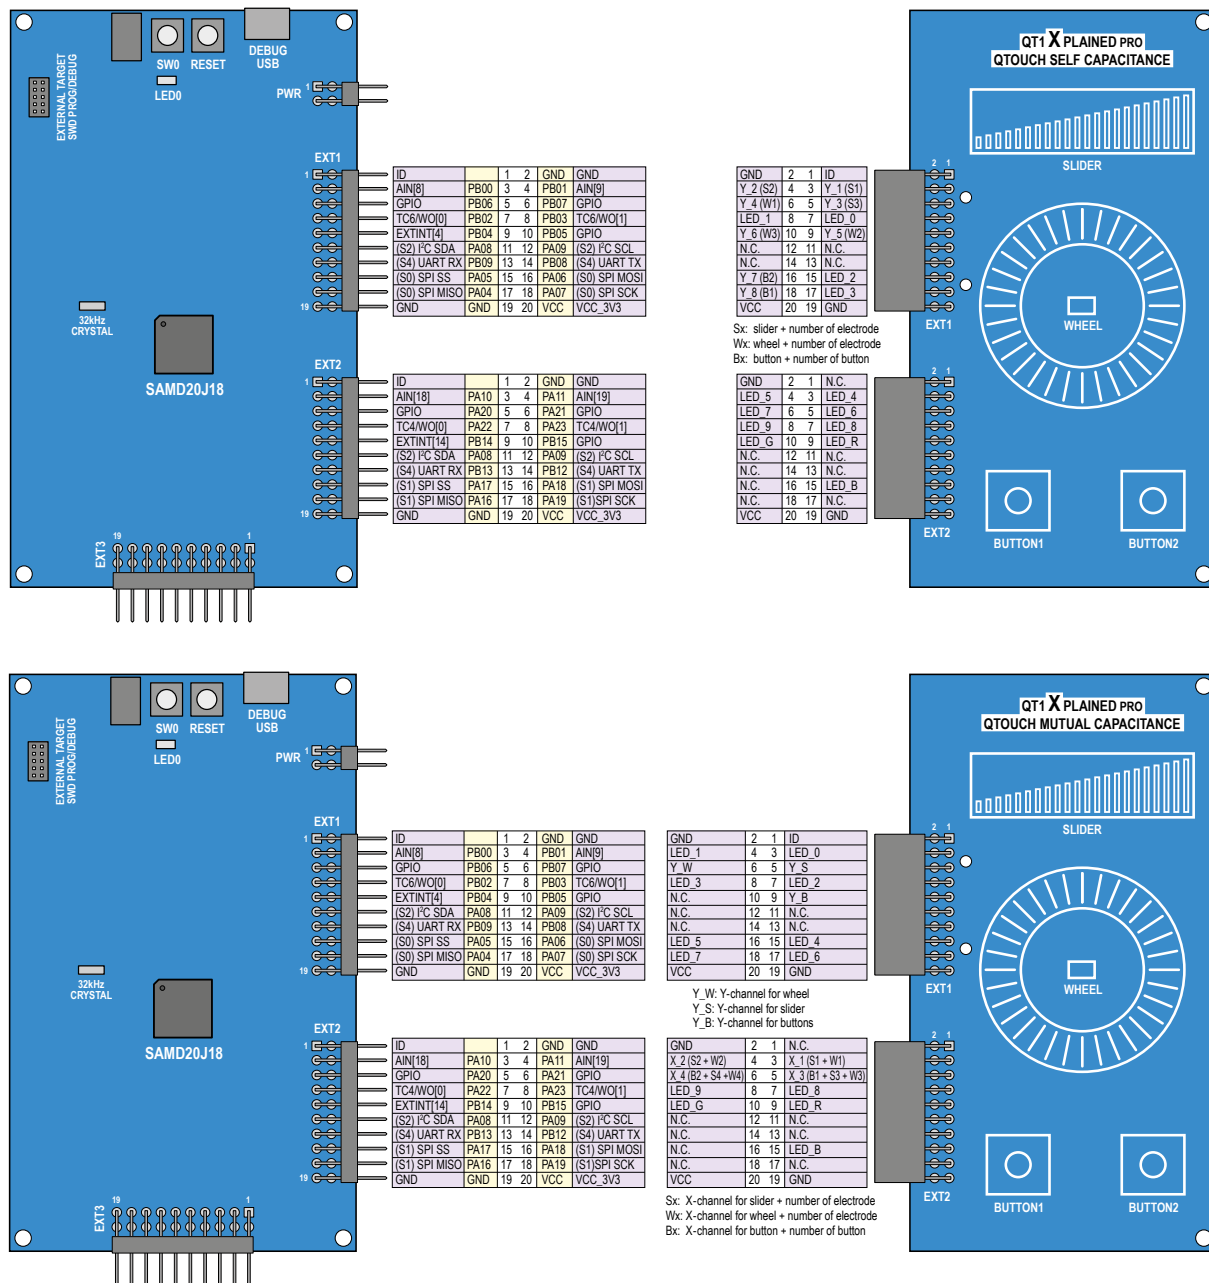 SW0 RESET
DEBUG
USB
LED0
EXTERNAL TARGET
SWD PROG/DEBUG
PWR 1
EXT1
1
19
32kHz
CRYSTAL
SAMD20J18
EXT2
1
19
EXT3
19 1
ID 1 2 GND GND
AIN[8] PB00 3 4 PB01 AIN[9]
GPIO PB06 5 6 PB07 GPIO
TC6/WO[0] PB02 7 8 PB03 TC6/WO[1]
EXTINT[4] PB04 9 10 PB05 GPIO
(S2) I²C SDA PA08 11 12 PA09 (S2) I²C SCL
(S4) UART RX PB09 13 14 PB08 (S4) UART TX
(S0) SPI SS PA05 15 16 PA06 (S0) SPI MOSI
(S0) SPI MISO PA04 17 18 PA07 (S0) SPI SCK
GND GND 19 20 VCC VCC_3V3
ID 1 2 GND GND
AIN[18] PA10 3 4 PA11 AIN[19]
GPIO PA20 5 6 PA21 GPIO
TC4/WO[0] PA22 7 8 PA23 TC4/WO[1]
EXTINT[14] PB14 9 10 PB15 GPIO
(S2) I²C SDA PA08 11 12 PA09 (S2) I²C SCL
(S4) UART RX PB13 13 14 PB12 (S4) UART TX
(S1) SPI SS PA17 15 16 PA18 (S1) SPI MOSI
(S1) SPI MISO PA16 17 18 PA19 (S1)SPI SCK
GND GND 19 20 VCC VCC_3V3
GND 2 1 ID
Y_2 (S2) 4 3 Y_1 (S1)
Y_4 (W1) 6 5 Y_3 (S3)
LED_1 8 7 LED_0
Y_6 (W3) 10 9 Y_5 (W2)
N.C. 12 11 N.C.
N.C. 14 13 N.C.
Y_7 (B2) 16 15 LED_2
Y_8 (B1) 18 17 LED_3
VCC 20 19 GND
Sx: slider + number of electrode
Wx: wheel + number of electrode
Bx: button + number of button
GND 2 1 N.C.
LED_5 4 3 LED_4
LED_7 6 5 LED_6
LED_9 8 7 LED_8
LED_G 10 9 LED_R
N.C. 12 11 N.C.
N.C. 14 13 N.C.
N.C. 16 15 LED_B
N.C. 18 17 N.C.
VCC 20 19 GND
QT1 X PLAINED PRO
QTOUCH SELF CAPACITANCE
SLIDER
2 1
EXT1
WHEEL
2 1
EXT2
BUTTON1 BUTTON2
SW0 RESET
DEBUG
USB
LED0
EXTERNAL TARGET
SWD PROG/DEBUG
PWR 1
EXT1
1
19
32kHz
CRYSTAL
SAMD20J18
EXT2
1
19
EXT3
19 1
ID 1 2 GND GND
AIN[8] PB00 3 4 PB01 AIN[9]
GPIO PB06 5 6 PB07 GPIO
TC6/WO[0] PB02 7 8 PB03 TC6/WO[1]
EXTINT[4] PB04 9 10 PB05 GPIO
(S2) I²C SDA PA08 11 12 PA09 (S2) I²C SCL
(S4) UART RX PB09 13 14 PB08 (S4) UART TX
(S0) SPI SS PA05 15 16 PA06 (S0) SPI MOSI
(S0) SPI MISO PA04 17 18 PA07 (S0) SPI SCK
GND GND 19 20 VCC VCC_3V3
ID 1 2 GND GND
AIN[18] PA10 3 4 PA11 AIN[19]
GPIO PA20 5 6 PA21 GPIO
TC4/WO[0] PA22 7 8 PA23 TC4/WO[1]
EXTINT[14] PB14 9 10 PB15 GPIO
(S2) I²C SDA PA08 11 12 PA09 (S2) I²C SCL
(S4) UART RX PB13 13 14 PB12 (S4) UART TX
(S1) SPI SS PA17 15 16 PA18 (S1) SPI MOSI
(S1) SPI MISO PA16 17 18 PA19 (S1)SPI SCK
GND GND 19 20 VCC VCC_3V3
GND 2 1 ID
LED_1 4 3 LED_0
Y_W 6 5 Y_S
LED_3 8 7 LED_2
N.C. 10 9 Y_B
N.C. 12 11 N.C.
N.C. 14 13 N.C.
LED_5 16 15 LED_4
LED_7 18 17 LED_6
VCC 20 19 GND
Y_W: Y-channel for wheel
Y_S: Y-channel for slider
Y_B: Y-channel for buttons
GND 2 1 N.C.
X_2 (S2 + W2) 4 3 X_1 (S1 + W1)
X_4 (B2 + S4 +W4) 6 5 X_3 (B1 + S3 + W3)
LED_9 8 7 LED_8
LED_G 10 9 LED_R
N.C. 12 11 N.C.
N.C. 14 13 N.C.
N.C. 16 15 LED_B
N.C. 18 17 N.C.
VCC 20 19 GND
Sx: X-channel for slider + number of electrode
Wx: X-channel for wheel + number of electrode
Bx: X-channel for button + number of button
QT1 X PLAINED PRO
QTOUCH MUTUAL CAPACITANCE
SLIDER
2 1
EXT1
WHEEL
2 1
EXT2
BUTTON1 BUTTON2